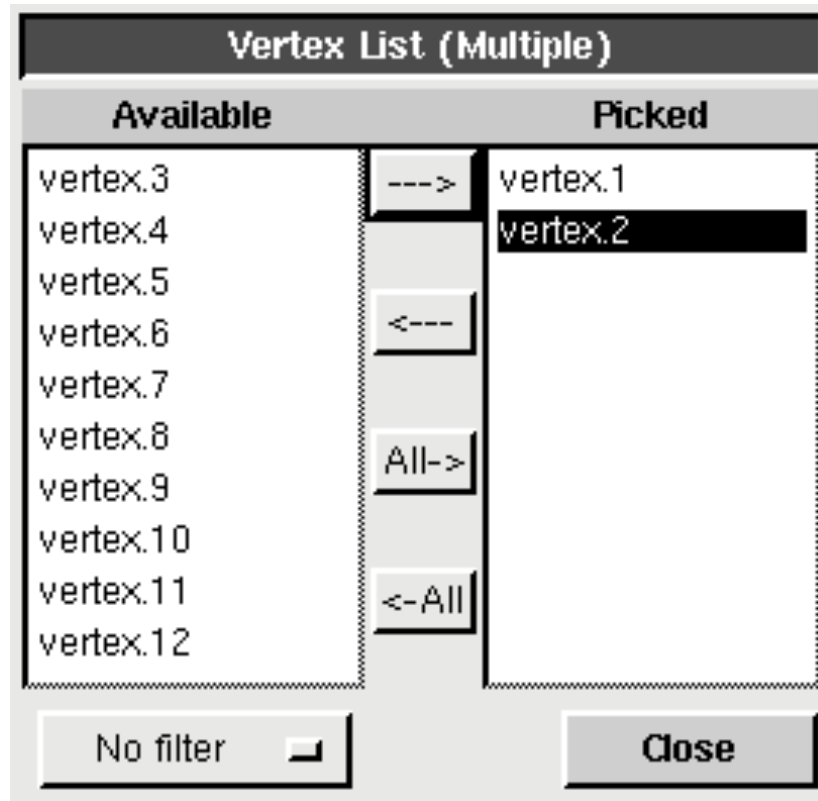 Vertex List (Multiple)
Available
Picked
vertex.3
vertex.4
vertex.5
vertex.6
vertex.7
vertex.8
vertex.9
vertex.10
vertex.11
vertex.12
--->
<---
All->
<-All
vertex.1
vertex.2
No filter
Close